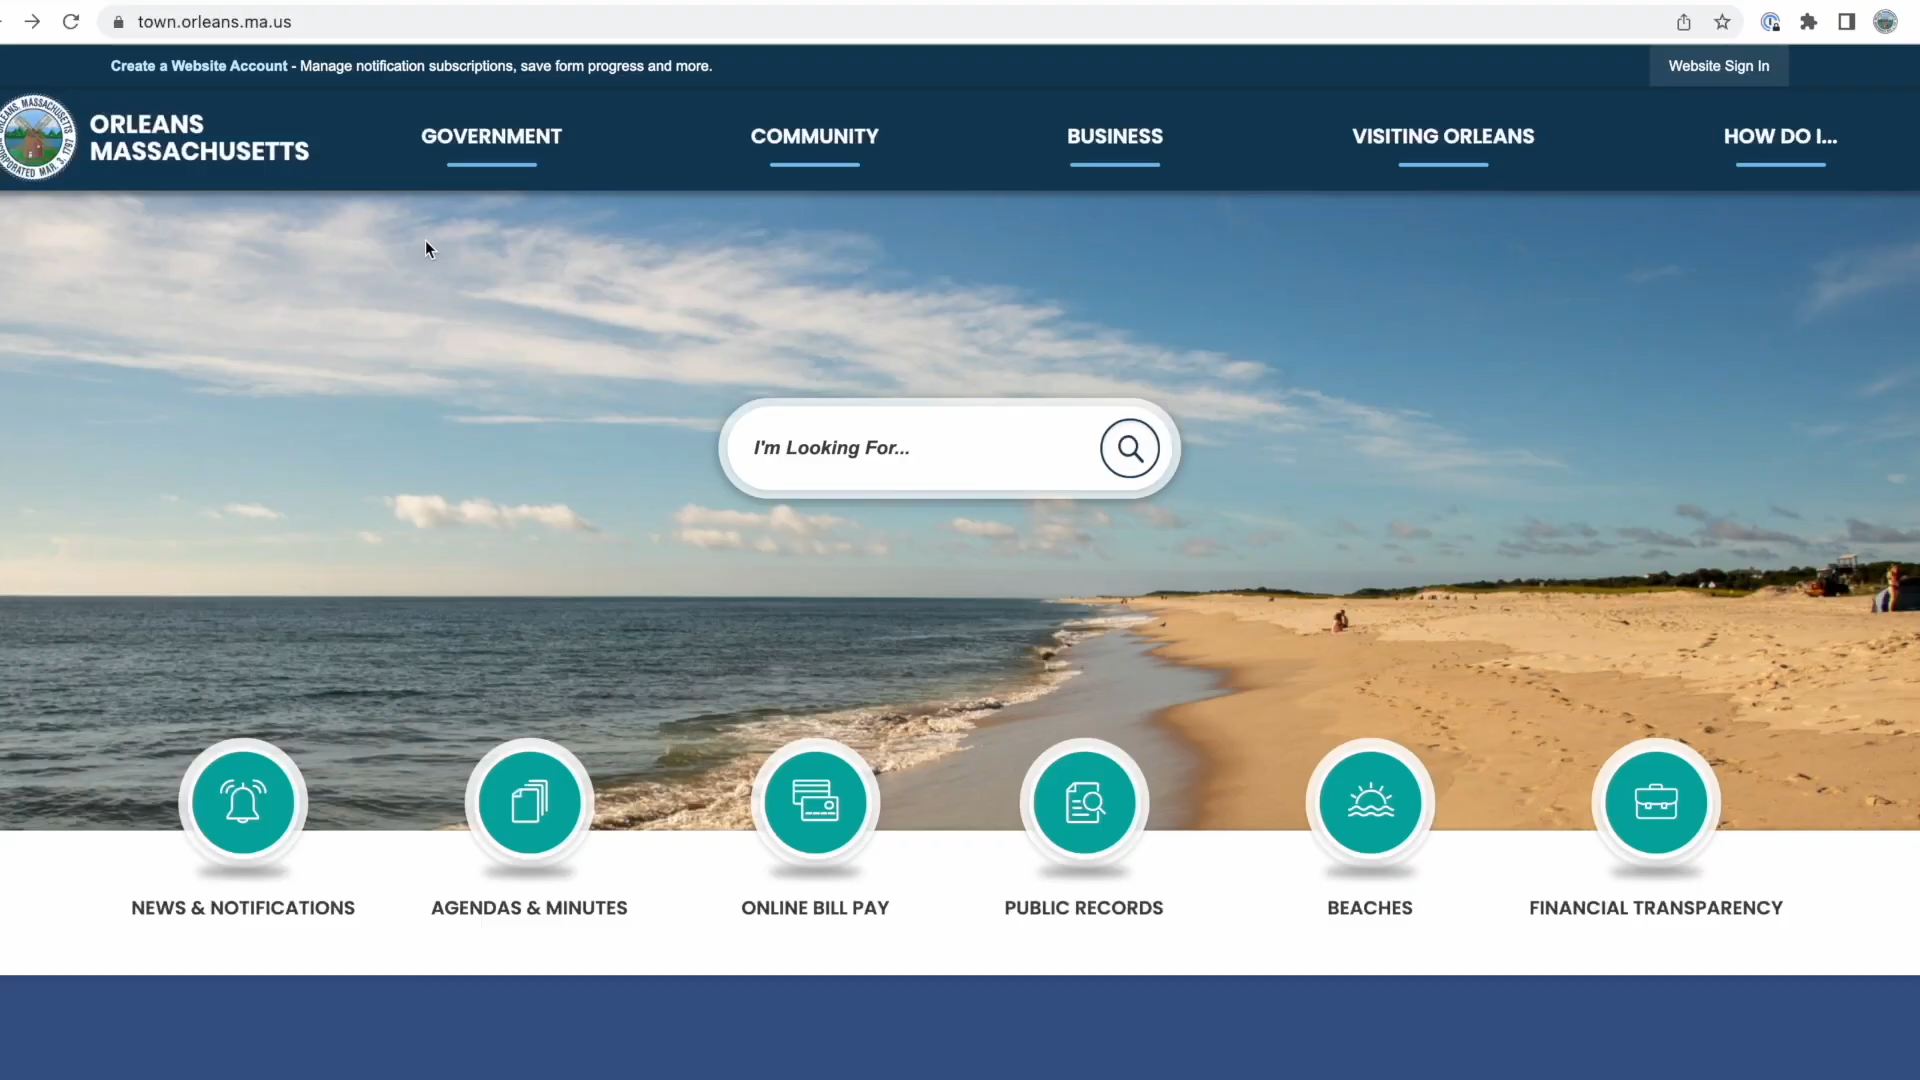 town.orleans.ma.us
Create a Website Account - Manage notification subscriptions, save form progress and more.
Website Sign In
ORLEANS
MASSACHUSETTS
GOVERNMENT
COMMUNITY
BUSINESS
VISITING ORLEANS
HOW DO I...
I'm Looking For...
NEWS & NOTIFICATIONS
AGENDAS & MINUTES
ONLINE BILL PAY
PUBLIC RECORDS
BEACHES
FINANCIAL TRANSPARENCY